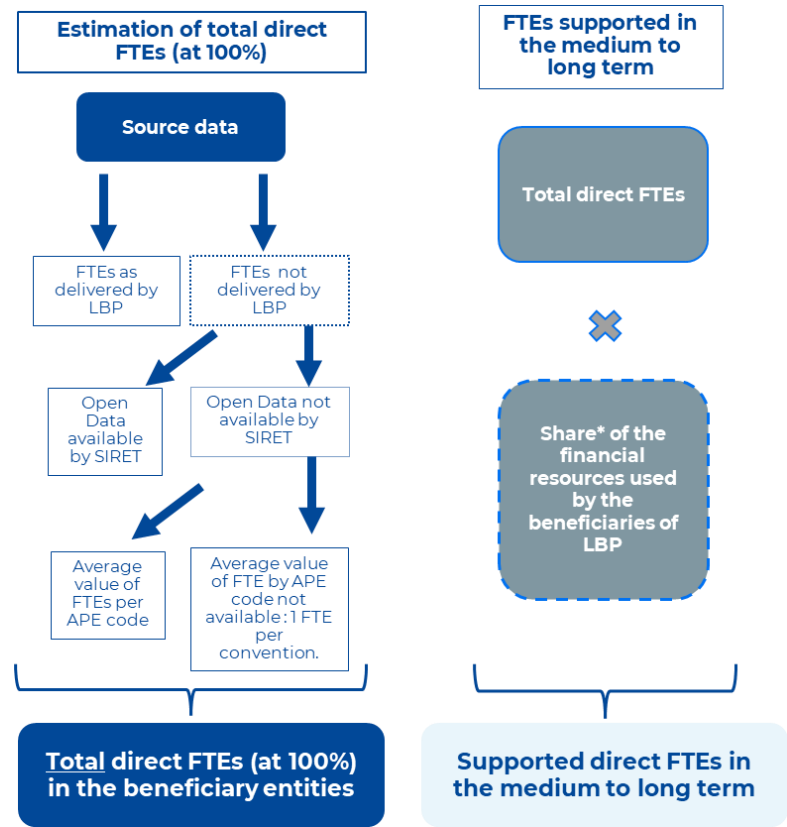 Estimation of total direct
FTEs (at 100%)
Source data
FTEs as
delivered by
LBP
FTEs not
delivered by
LBP
Open
Data
available
by SIRET
Open Data not
available by
SIRET
Average
value of
FTEs per
APE code
Average value
of FTE by APE
code not
available : 1 FTE
per
convention.
Total direct FTEs (at 100%)
in the beneficiary entities
FTEs supported in
the medium to
long term
Total direct FTEs
Share* of the
financial
resources used
by the
beneficiaries of
LBP
Supported direct FTEs in
the medium to long term